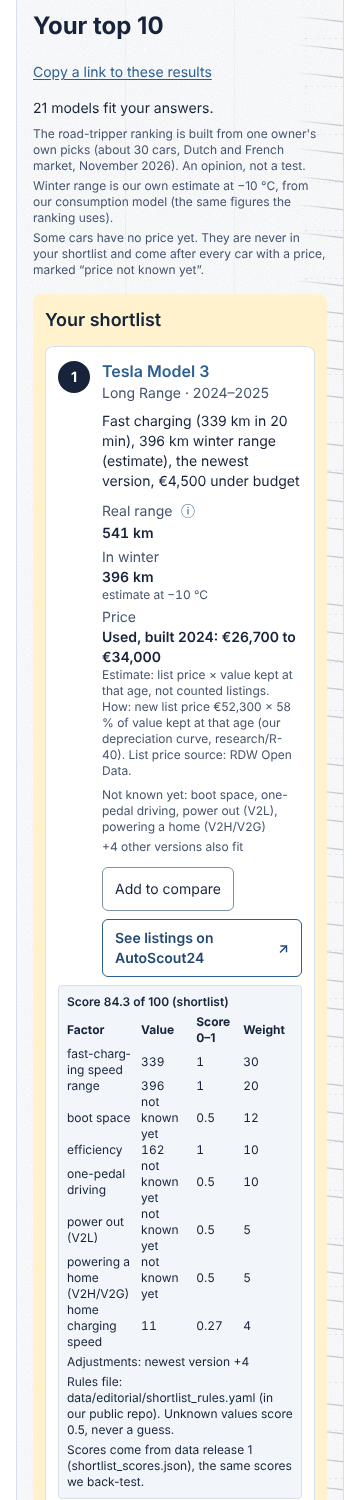 Your top 10
Copy a link to these results
21 models fit your answers.
The road-tripper ranking is built from one owner's
own picks (about 30 cars, Dutch and French
market, November 2026). An opinion, not a test.
Winter range is our own estimate at −10 °C, from
our consumption model (the same figures the
ranking uses).
Some cars have no price yet. They are never in
your shortlist and come after every car with a price,
marked “price not known yet”.
Your shortlist
1
Tesla Model 3
Long Range · 2024–2025
Fast charging (339 km in 20
min), 396 km winter range
(estimate), the newest
version, €4,500 under budget
Real range ⓘ
541 km
In winter
396 km
estimate at −10 °C
Price
Used, built 2024: €26,700 to
€34,000
Estimate: list price × value kept at
that age, not counted listings.
How: new list price €52,300 × 58
% of value kept at that age (our
depreciation curve, research/R-
40). List price source: RDW Open
Data.
Not known yet: boot space, one-
pedal driving, power out (V2L),
powering a home (V2H/V2G)
+4 other versions also fit
Add to compare
See listings on
AutoScout24
Score 84.3 of 100 (shortlist)
Factor Value Score 0–1 Weight
fast-charg-
ing speed 339 1 30
range 396 1 20
boot space not known yet 0.5 12
efficiency 162 1 10
one-pedal driving not known yet 0.5 10
power out (V2L) not known yet 0.5 5
powering a home (V2H/V2G) not known yet 0.5 5
home charging speed 11 0.27 4
Adjustments: newest version +4
Rules file:
data/editorial/shortlist_rules.yaml (in
our public repo). Unknown values score
0.5, never a guess.
Scores come from data release 1
(shortlist_scores.json), the same scores
we back-test.